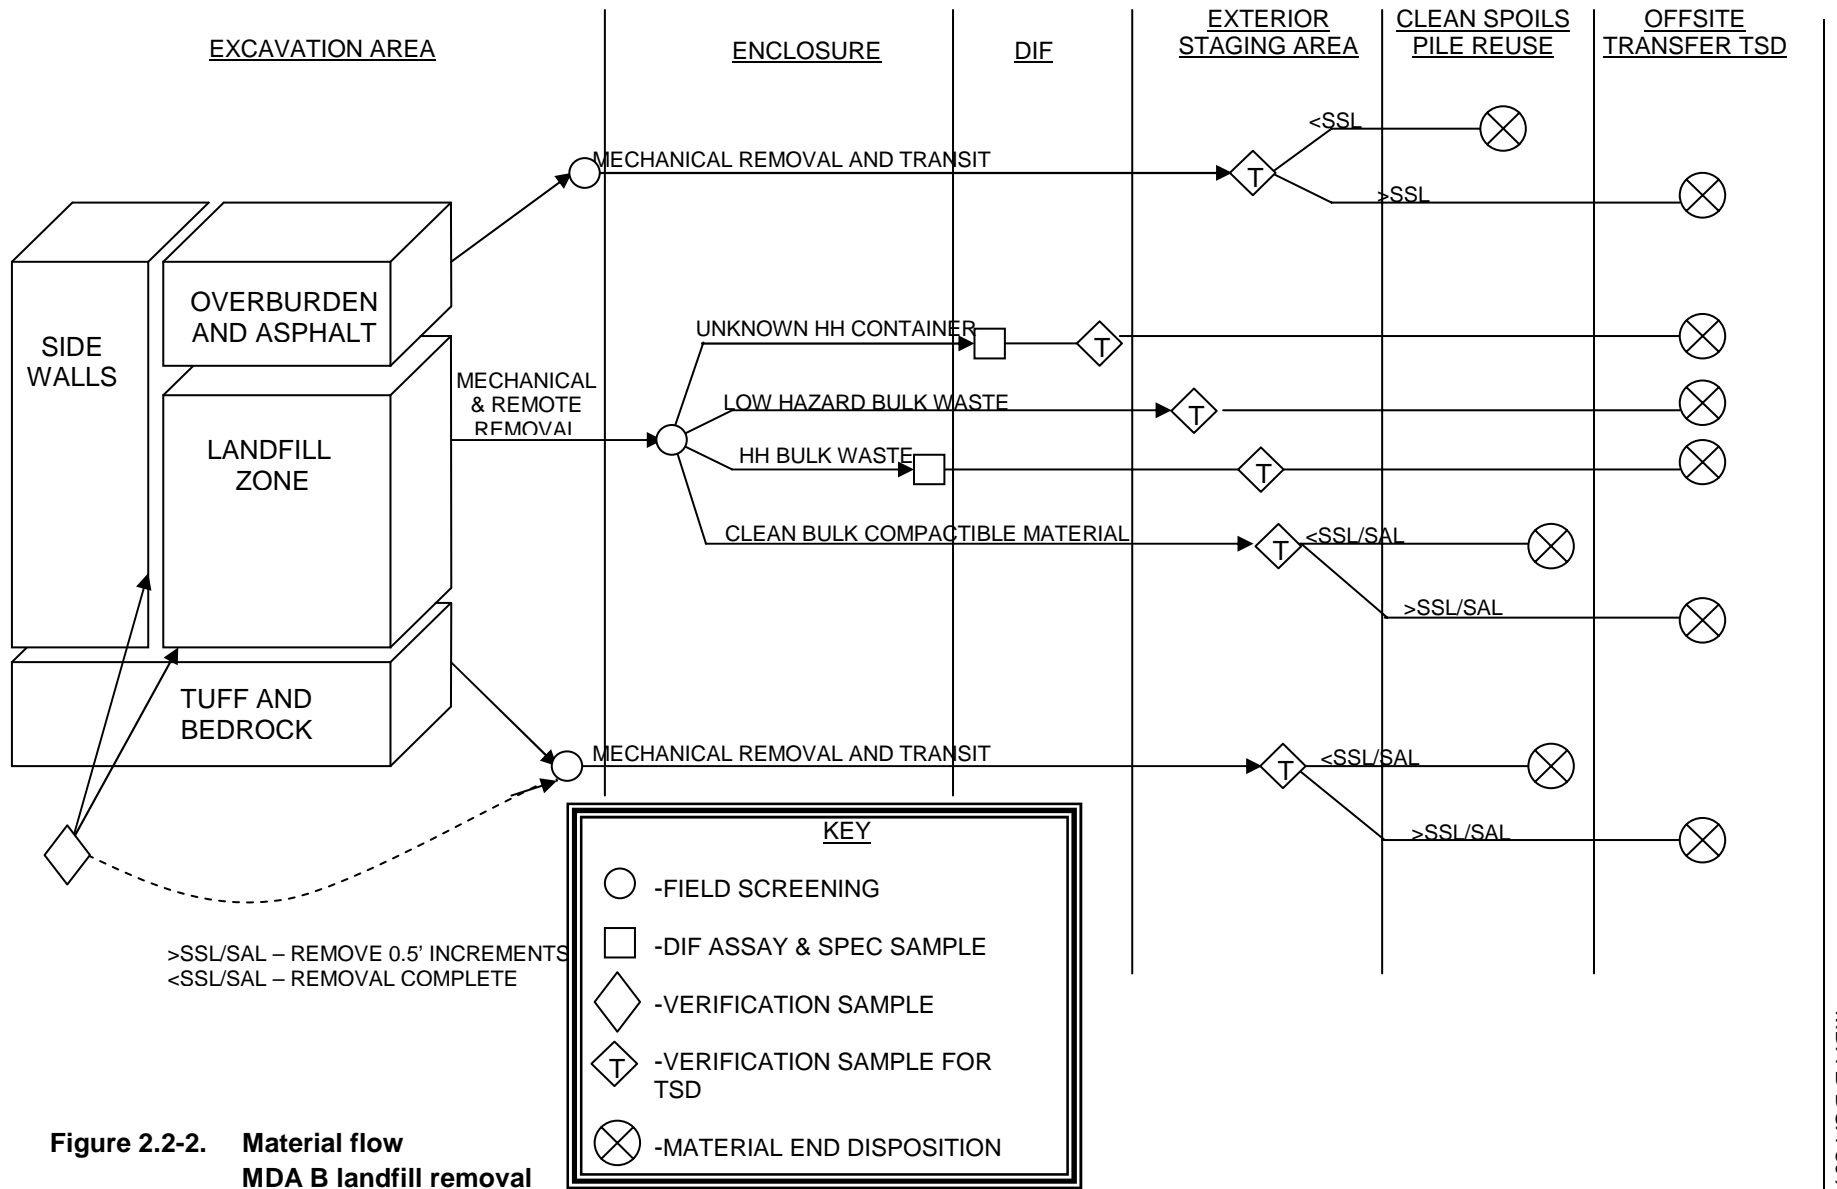 EXCAVATION AREA
ENCLOSURE
DIF
EXTERIOR
STAGING AREA
CLEAN SPOILS
PILE REUSE
OFFSITE
TRANSFER TSD
<SSL
MECHANICAL REMOVAL AND TRANSIT
T
>SSL
OVERBURDEN
AND ASPHALT
SIDE
WALLS
UNKNOWN HH CONTAINER
T
MECHANICAL
& REMOTE
REMOVAL
LOW HAZARD BULK WASTE
T
LANDFILL
ZONE
HH BULK WASTE
T
CLEAN BULK COMPACTIBLE MATERIAL
T
<SSL/SAL
>SSL/SAL
TUFF AND
BEDROCK
MECHANICAL REMOVAL AND TRANSIT
T
<SSL/SAL
>SSL/SAL
KEY
-FIELD SCREENING
-DIF ASSAY & SPEC SAMPLE
-VERIFICATION SAMPLE
T
-VERIFICATION SAMPLE FOR
TSD
-MATERIAL END DISPOSITION
>SSL/SAL – REMOVE 0.5' INCREMENTS
<SSL/SAL – REMOVAL COMPLETE
Figure 2.2-2. Material flow
MDA B landfill removal